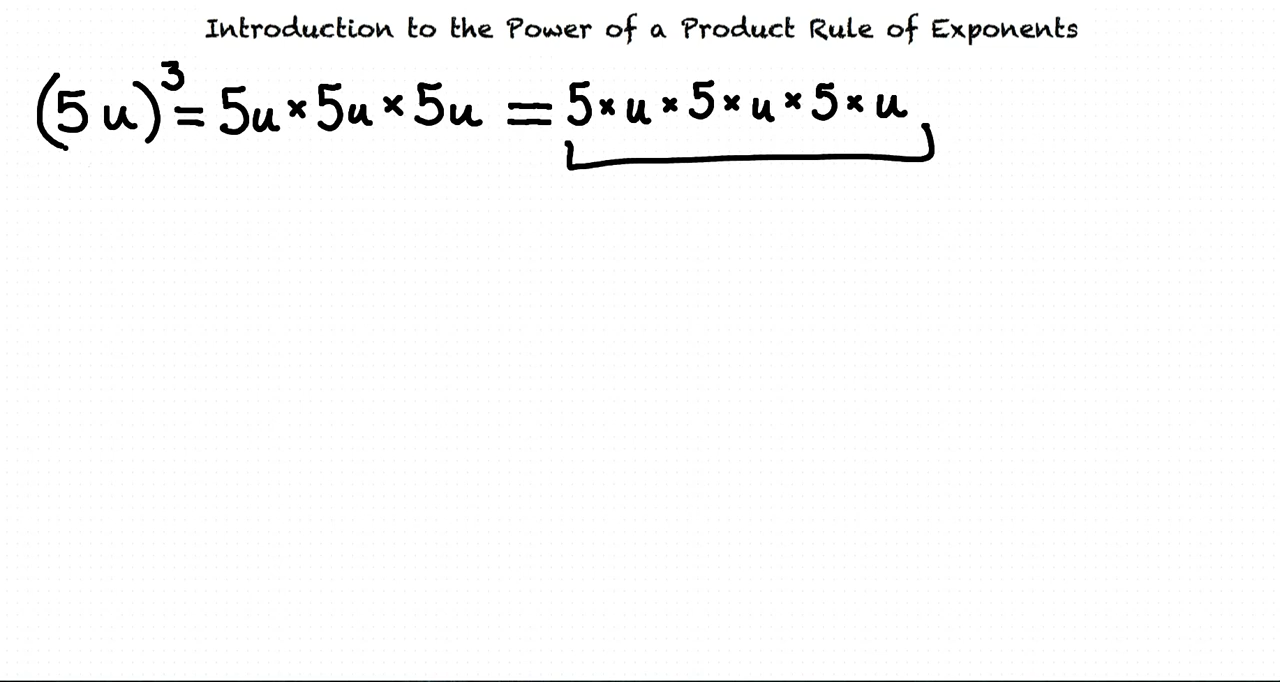 Introduction to the Power of a Product Rule of Exponents
(5u)³ = 5u × 5u × 5u = 5 × u × 5 × u × 5 × u